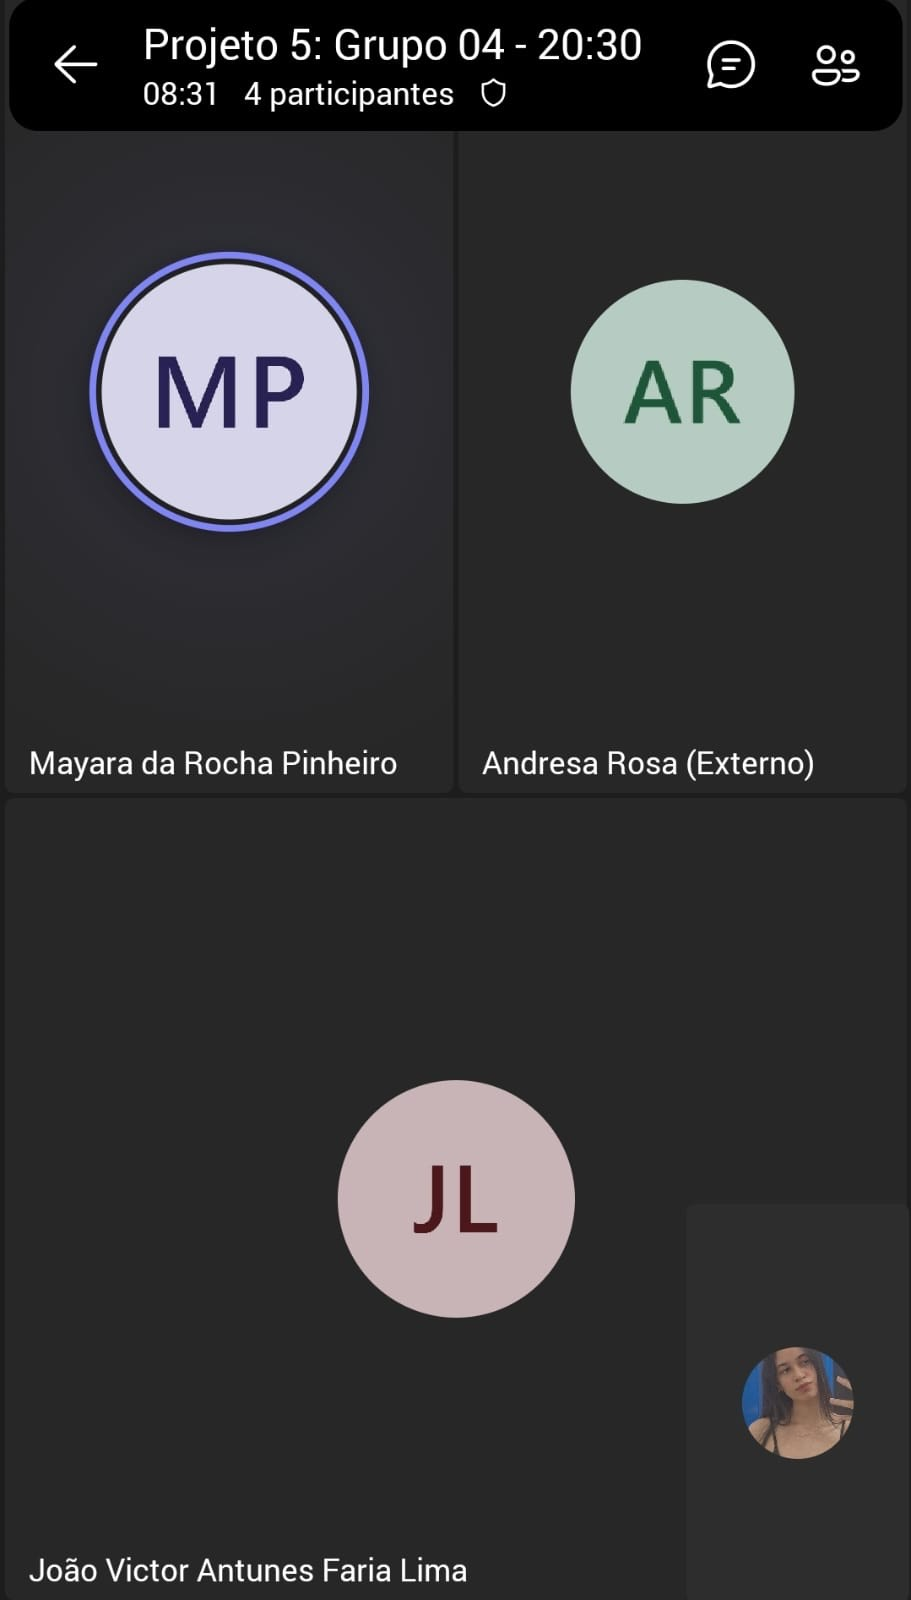 Projeto 5: Grupo 04 - 20:30
08:31 4 participantes
MP
AR
Mayara da Rocha Pinheiro
Andresa Rosa (Externo)
JL
João Victor Antunes Faria Lima